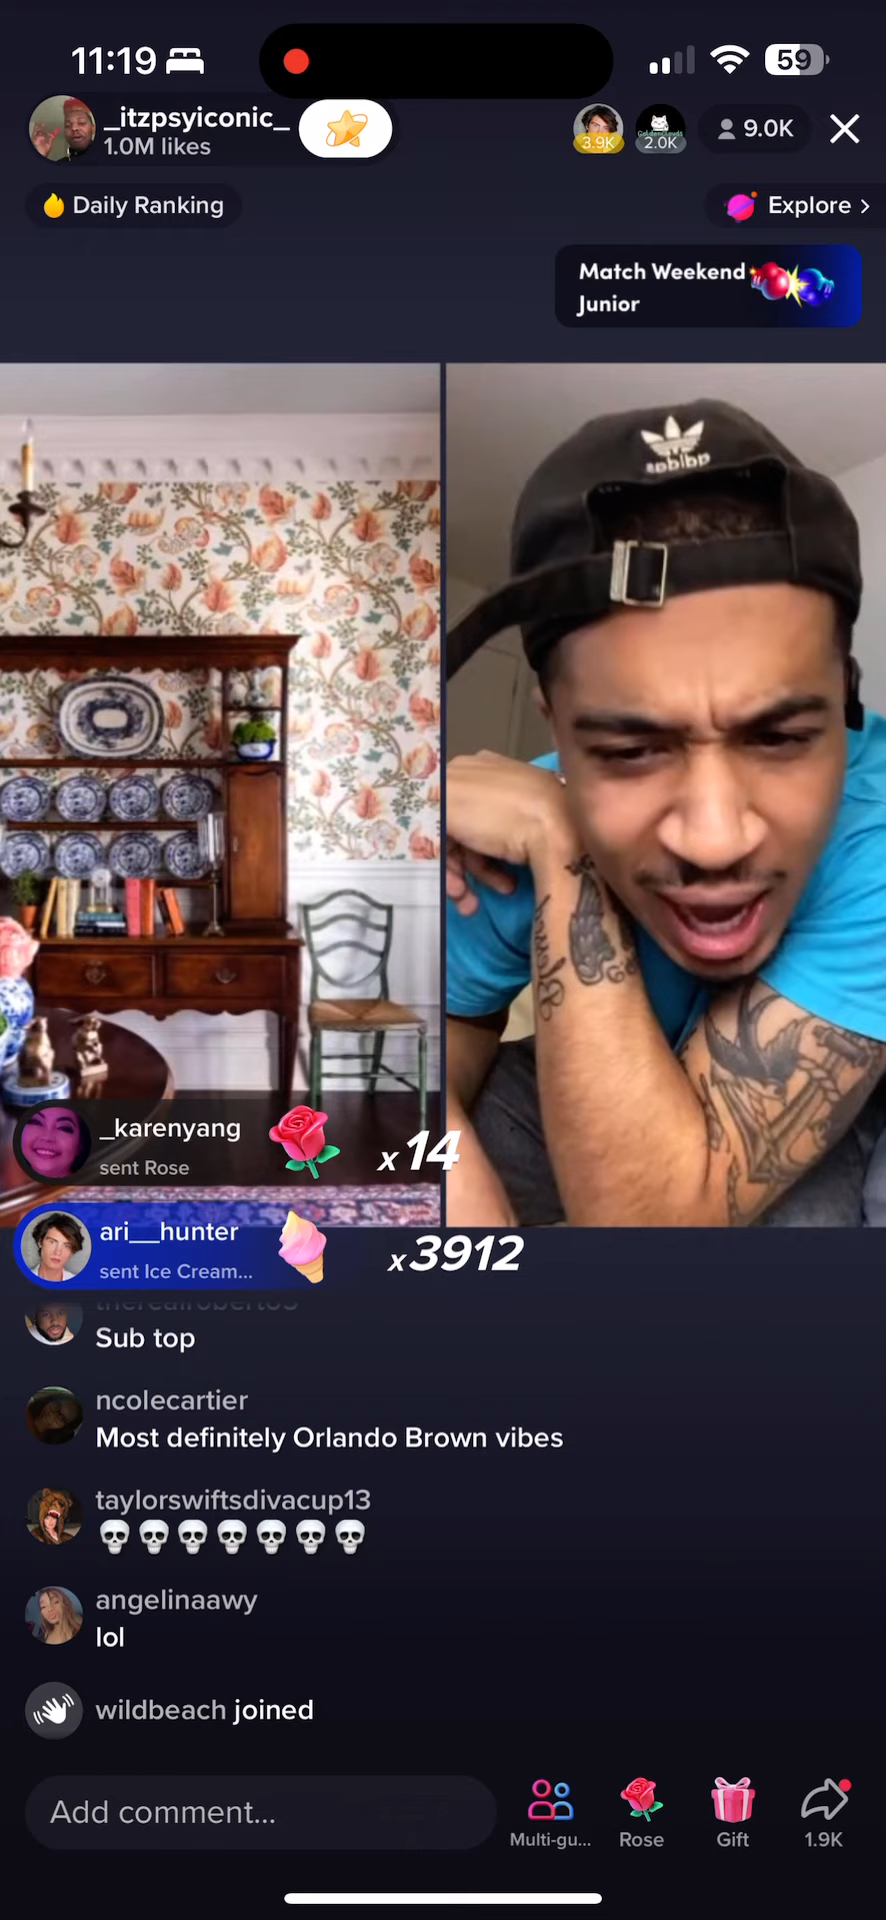 11:19
59
_itzpsyiconic_
1.0M likes
3.9K
2.0K
9.0K
Daily Ranking
Explore >
Match Weekend
Junior
adidas
_karenyang
sent Rose
x14
ari__hunter
sent Ice Cream...
x3912
Sub top
ncolecartier
Most definitely Orlando Brown vibes
taylorswiftsdivacup13
💀💀💀💀💀💀💀
angelinaawy
lol
wildbeach joined
Add comment...
Multi-gu...
Rose
Gift
1.9K